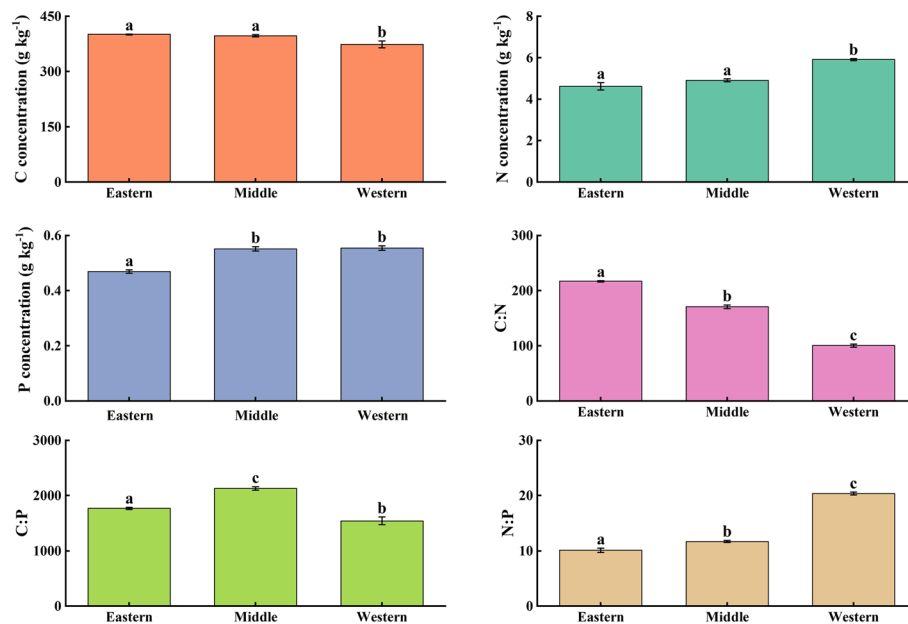 C concentration (g kg⁻¹)
450
300
150
0
a
a
b
Eastern
Middle
Western
N concentration (g kg⁻¹)
8
6
4
2
0
a
a
b
Eastern
Middle
Western
P concentration (g kg⁻¹)
0.6
0.4
0.2
0.0
a
b
b
Eastern
Middle
Western
C:N
300
200
100
0
a
b
c
Eastern
Middle
Western
C:P
3000
2000
1000
0
a
c
b
Eastern
Middle
Western
N:P
30
20
10
0
a
b
c
Eastern
Middle
Western